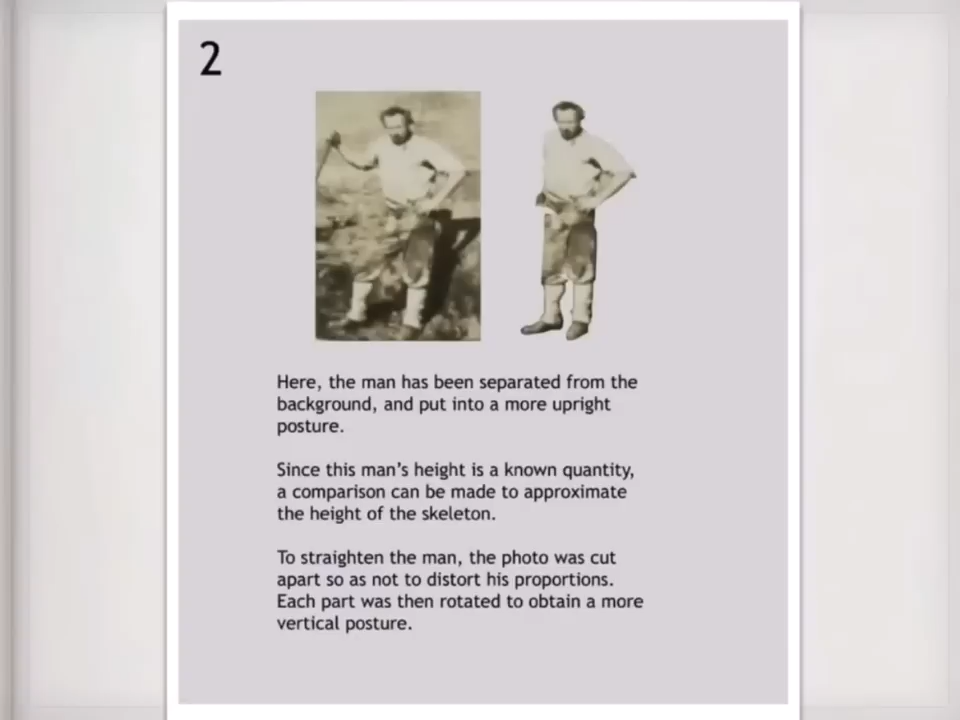 2
Here, the man has been separated from the
background, and put into a more upright
posture.
Since this man's height is a known quantity,
a comparison can be made to approximate
the height of the skeleton.
To straighten the man, the photo was cut
apart so as not to distort his proportions.
Each part was then rotated to obtain a more
vertical posture.